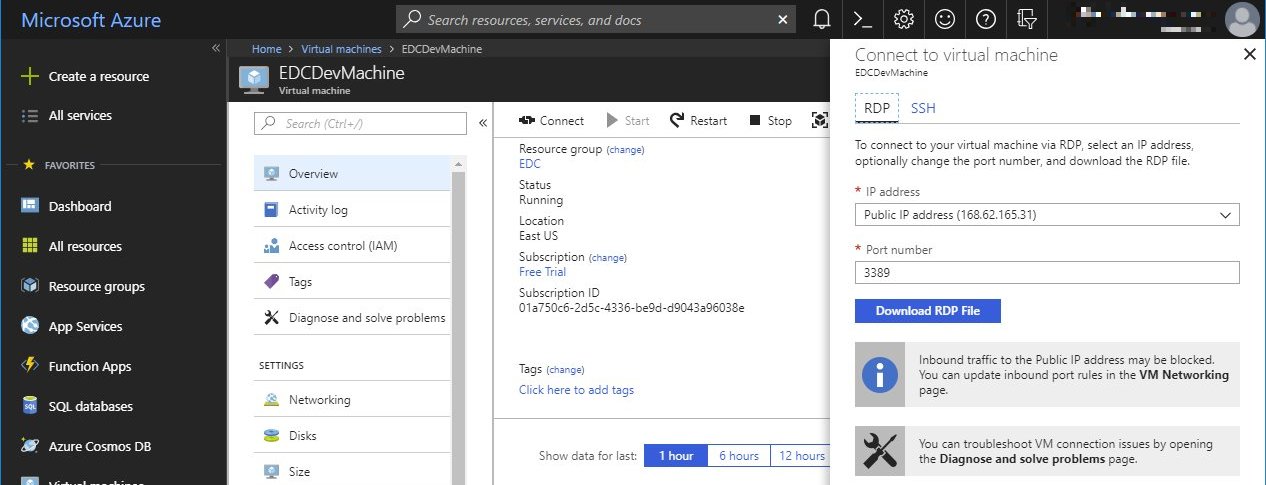 Microsoft Azure
Search resources, services, and docs
Create a resource
All services
FAVORITES
Dashboard
All resources
Resource groups
App Services
Function Apps
SQL databases
Azure Cosmos DB
Virtual machines
Home > Virtual machines > EDCDevMachine
EDCDevMachine
Virtual machine
Search (Ctrl+/)
Overview
Activity log
Access control (IAM)
Tags
Diagnose and solve problems
SETTINGS
Networking
Disks
Size
Connect Start Restart Stop
Resource group (change)
EDC
Status
Running
Location
East US
Subscription (change)
Free Trial
Subscription ID
01a750c6-2d5c-4336-be9d-d9043a96038e
Tags (change)
Click here to add tags
Show data for last: 1 hour 6 hours 12 hours
Connect to virtual machine
EDCDevMachine
RDP SSH
To connect to your virtual machine via RDP, select an IP address,
optionally change the port number, and download the RDP file.
* IP address
Public IP address (168.62.165.31)
* Port number
3389
Download RDP File
Inbound traffic to the Public IP address may be blocked.
You can update inbound port rules in the VM Networking
page.
You can troubleshoot VM connection issues by opening
the Diagnose and solve problems page.